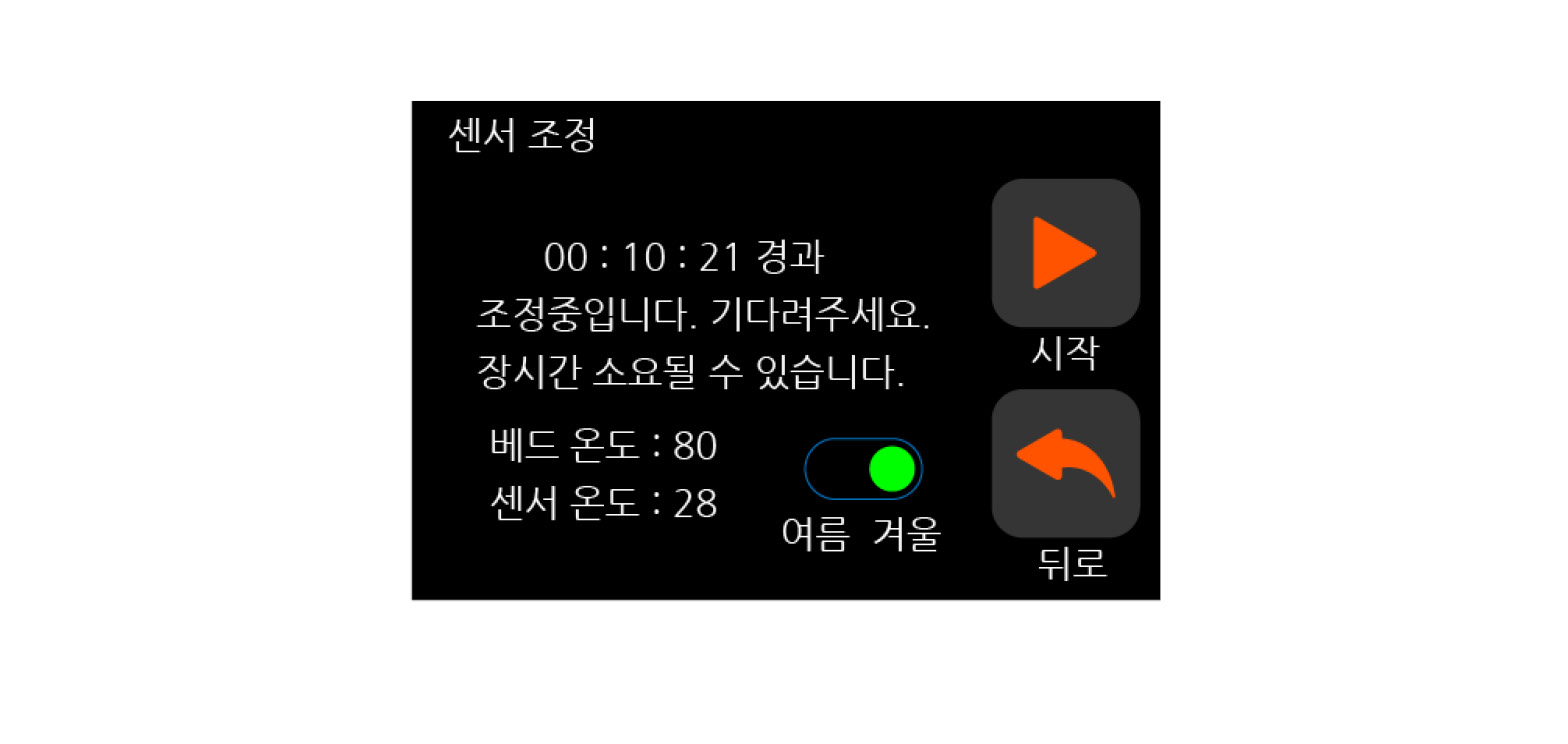 센서 조정
00 : 10 : 21 경과
조정중입니다. 기다려주세요.
장시간 소요될 수 있습니다.
베드 온도 : 80
센서 온도 : 28
여름 겨울
시작
뒤로